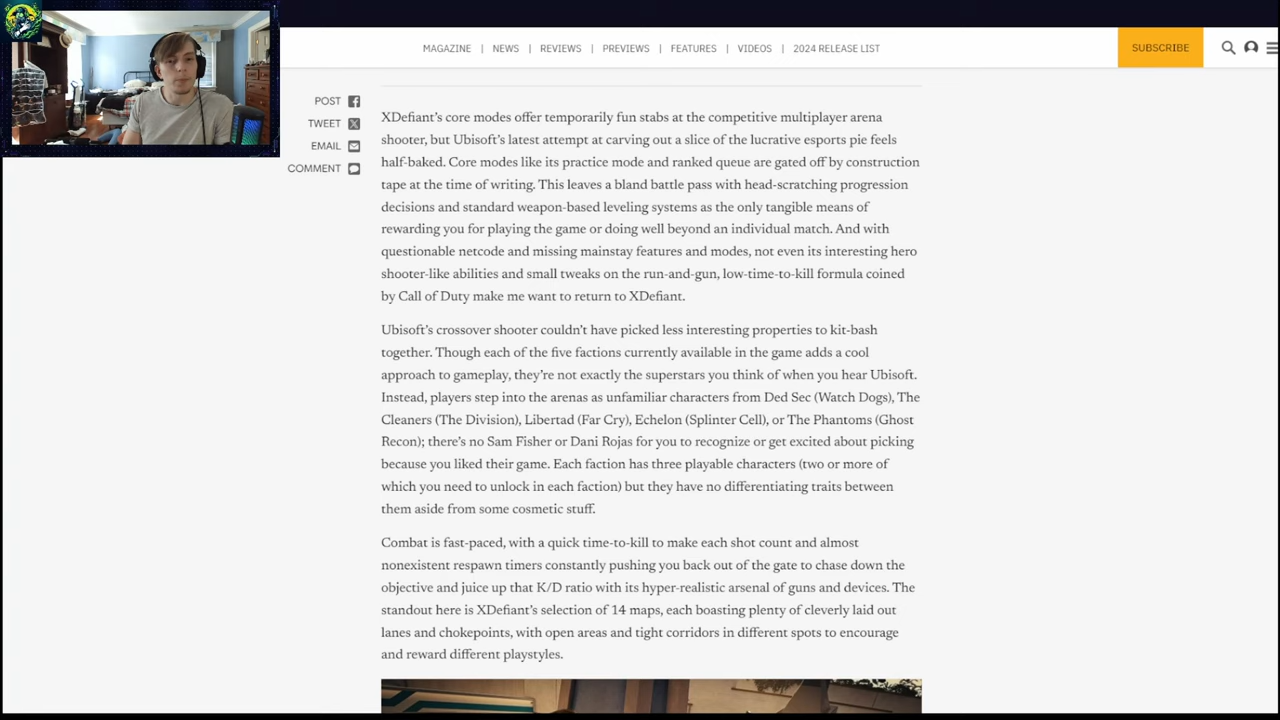 MAGAZINE | NEWS | REVIEWS | PREVIEWS | FEATURES | VIDEOS | 2024 RELEASE LIST
SUBSCRIBE
POST
TWEET
EMAIL
COMMENT
XDefiant’s core modes offer temporarily fun stabs at the competitive multiplayer arena
shooter, but Ubisoft’s latest attempt at carving out a slice of the lucrative esports pie feels
half-baked. Core modes like its practice mode and ranked queue are gated off by construction
tape at the time of writing. This leaves a bland battle pass with head-scratching progression
decisions and standard weapon-based leveling systems as the only tangible means of
rewarding you for playing the game or doing well beyond an individual match. And with
questionable netcode and missing mainstay features and modes, not even its interesting hero
shooter-like abilities and small tweaks on the run-and-gun, low-time-to-kill formula coined
by Call of Duty make me want to return to XDefiant.
Ubisoft’s crossover shooter couldn’t have picked less interesting properties to kit-bash
together. Though each of the five factions currently available in the game adds a cool
approach to gameplay, they’re not exactly the superstars you think of when you hear Ubisoft.
Instead, players step into the arenas as unfamiliar characters from Ded Sec (Watch Dogs), The
Cleaners (The Division), Libertad (Far Cry), Echelon (Splinter Cell), or The Phantoms (Ghost
Recon); there’s no Sam Fisher or Dani Rojas for you to recognize or get excited about picking
because you liked their game. Each faction has three playable characters (two or more of
which you need to unlock in each faction) but they have no differentiating traits between
them aside from some cosmetic stuff.
Combat is fast-paced, with a quick time-to-kill to make each shot count and almost
nonexistent respawn timers constantly pushing you back out of the gate to chase down the
objective and juice up that K/D ratio with its hyper-realistic arsenal of guns and devices. The
standout here is XDefiant’s selection of 14 maps, each boasting plenty of cleverly laid out
lanes and chokepoints, with open areas and tight corridors in different spots to encourage
and reward different playstyles.